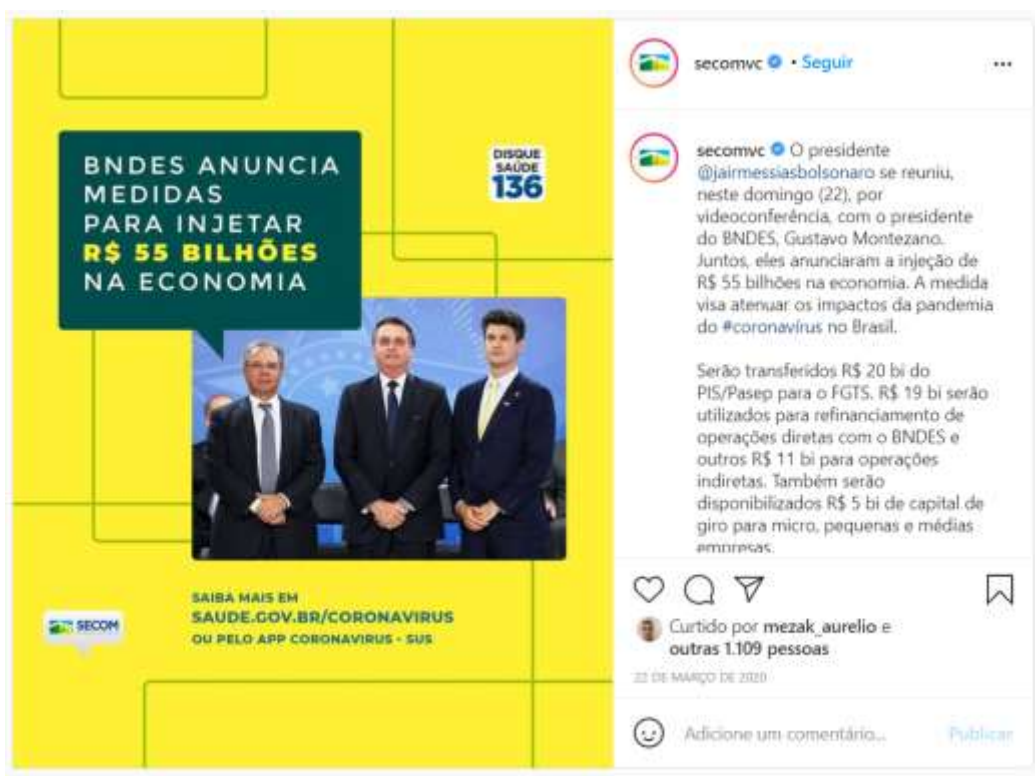 BNDES ANUNCIA
MEDIDAS
PARA INJETAR
R$ 55 BILHÕES
NA ECONOMIA
DISQUE
SAÚDE
136
SAIBA MAIS EM
SAUDE.GOV.BR/CORONAVIRUS
OU PELO APP CORONAVIRUS - SUS
SECOM
secomvc • Seguir
secomvc O presidente
@jairmessiasbolsonaro se reuniu,
neste domingo (22), por
videoconferência, com o presidente
do BNDES, Gustavo Montezano.
Juntos, eles anunciaram a injeção de
R$ 55 bilhões na economia. A medida
visa atenuar os impactos da pandemia
do #coronavírus no Brasil.
Serão transferidos R$ 20 bi do
PIS/Pasep para o FGTS. R$ 19 bi serão
utilizados para refinanciamento de
operações diretas com o BNDES e
outros R$ 11 bi para operações
indiretas. Também serão
disponibilizados R$ 5 bi de capital de
giro para micro, pequenas e médias
empresas.
Curtido por mezak_aurelio e
outras 1.109 pessoas
22 DE MARÇO DE 2020
Adicione um comentário... Publicar